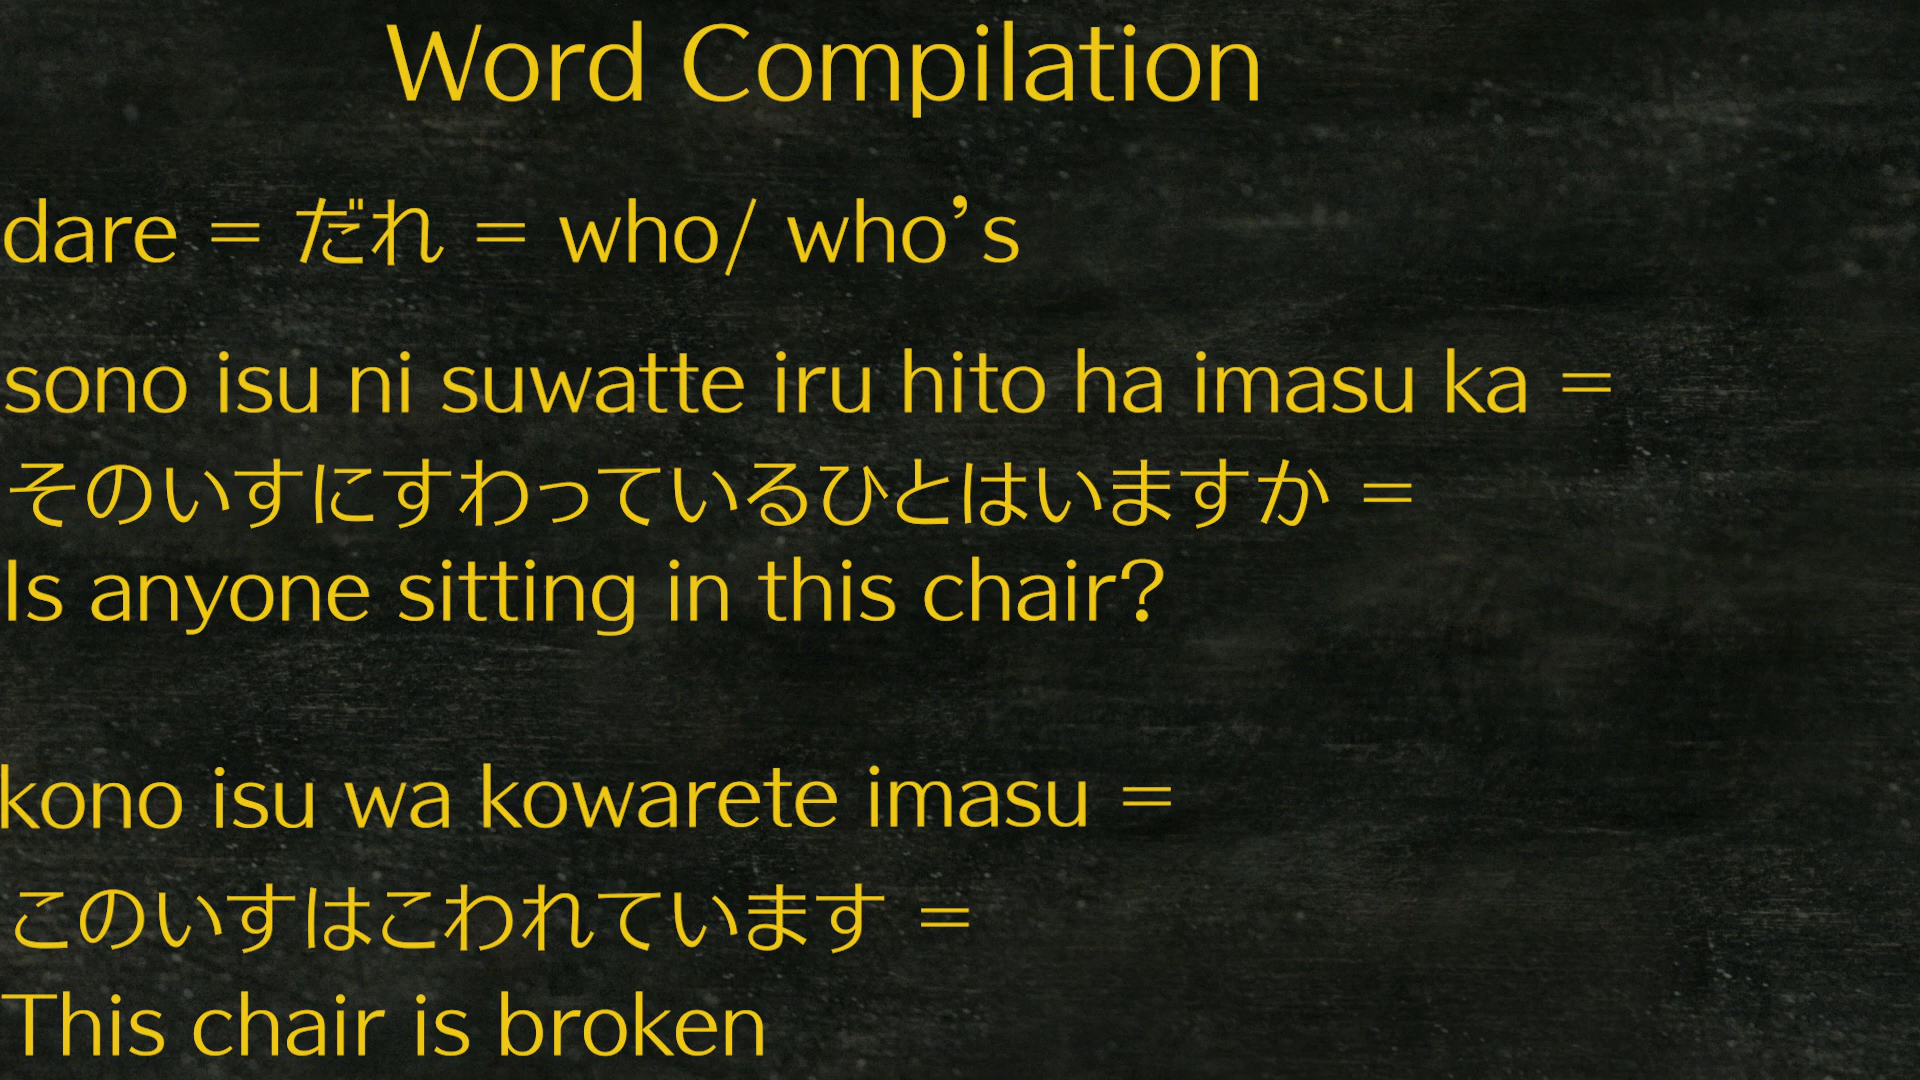 Word Compilation
dare = だれ = who/ who’s
sono isu ni suwatte iru hito ha imasu ka =
そのいすにすわっているひとはいますか =
Is anyone sitting in this chair?
kono isu wa kowarete imasu =
このいすはこわれています =
This chair is broken